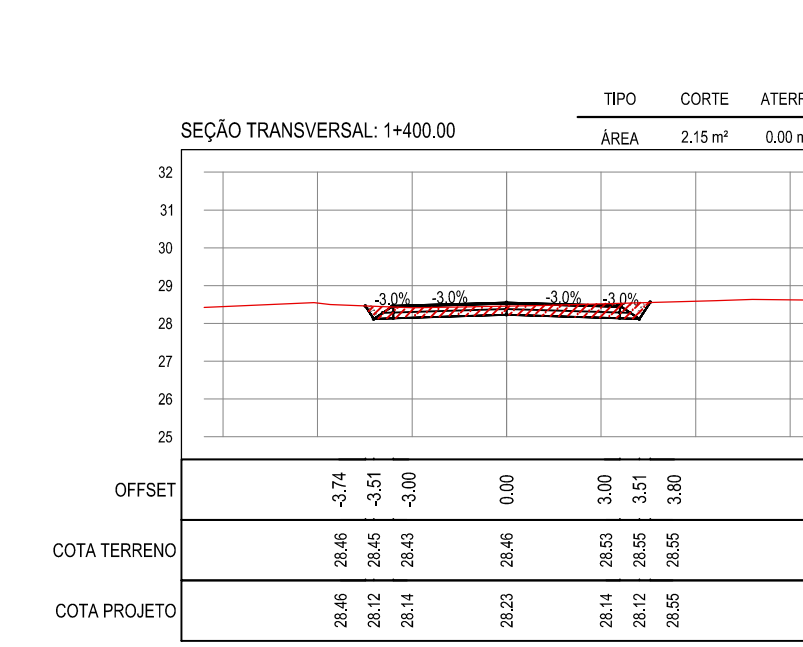 TIPO CORTE ATERR
SEÇÃO TRANSVERSAL: 1+400.00
ÁREA 2.15 m² 0.00 m
32
31
30
29
28
27
26
25
-3.0% -3.0% -3.0% -3.0%
OFFSET -3.74 -3.51 -3.00 0.00 3.00 3.51 3.80
COTA TERRENO 28.46 28.45 28.43 28.46 28.53 28.55 28.55
COTA PROJETO 28.46 28.12 28.14 28.23 28.14 28.12 28.55